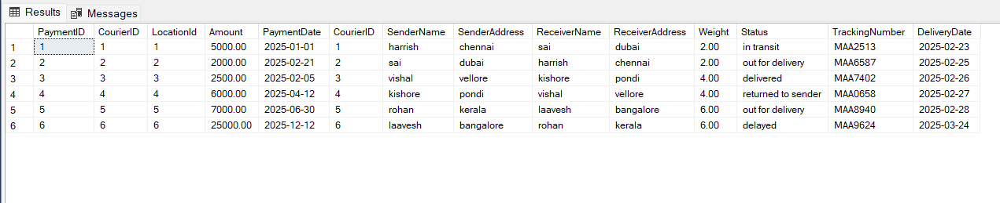 Results Messages
PaymentID CourierID LocationId Amount PaymentDate CourierID SenderName SenderAddress ReceiverName ReceiverAddress Weight Status TrackingNumber DeliveryDate
1 1 1 1 5000.00 2025-01-01 1 harrish chennai sai dubai 2.00 in transit MAA2513 2025-02-23
2 2 2 2 2000.00 2025-02-21 2 sai dubai harrish chennai 2.00 out for delivery MAA6587 2025-02-25
3 3 3 3 2500.00 2025-02-05 3 vishal vellore kishore pondi 4.00 delivered MAA7402 2025-02-26
4 4 4 4 6000.00 2025-04-12 4 kishore pondi vishal vellore 4.00 returned to sender MAA0658 2025-02-27
5 5 5 5 7000.00 2025-06-30 5 rohan kerala laavesh bangalore 6.00 out for delivery MAA8940 2025-02-28
6 6 6 6 25000.00 2025-12-12 6 laavesh bangalore rohan kerala 6.00 delayed MAA9624 2025-03-24